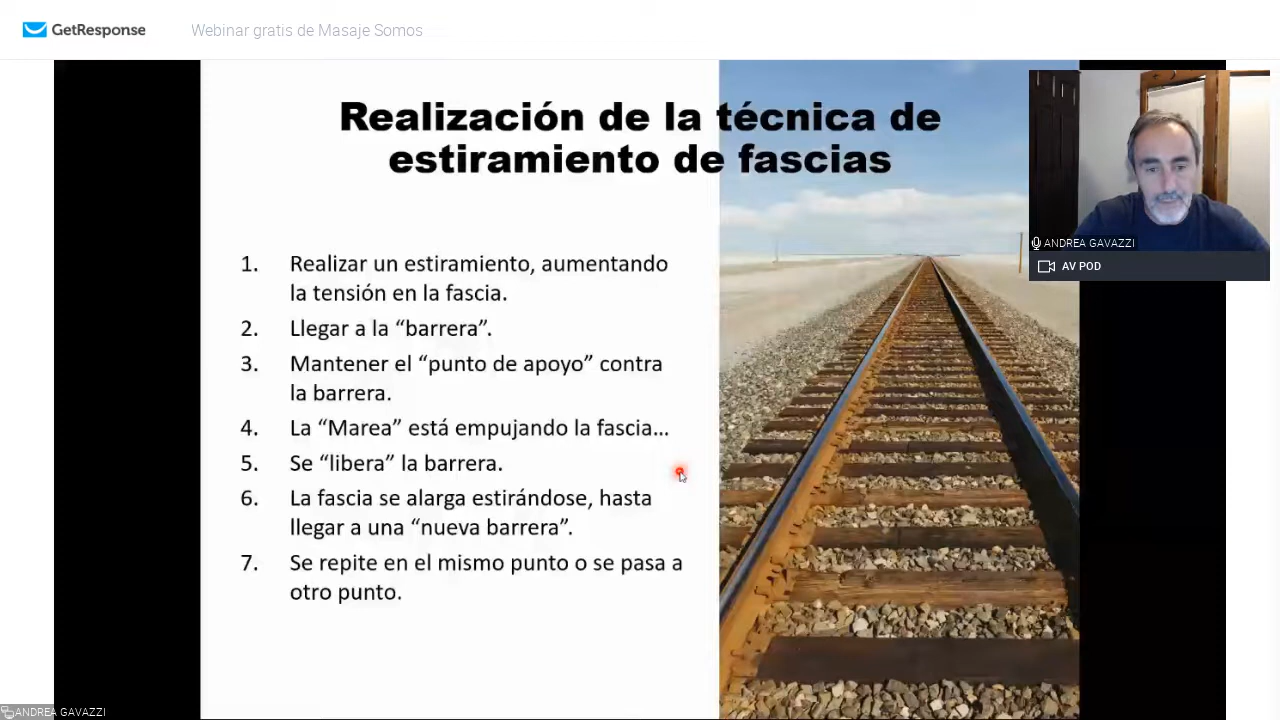 GetResponse
Webinar gratis de Masaje Somos
Realización de la técnica de
estiramiento de fascias
1. Realizar un estiramiento, aumentando
la tensión en la fascia.
2. Llegar a la “barrera”.
3. Mantener el “punto de apoyo” contra
la barrera.
4. La “Marea” está empujando la fascia...
5. Se “libera” la barrera.
6. La fascia se alarga estirándose, hasta
llegar a una “nueva barrera”.
7. Se repite en el mismo punto o se pasa a
otro punto.
ANDREA GAVAZZI
AV POD
ANDREA GAVAZZI